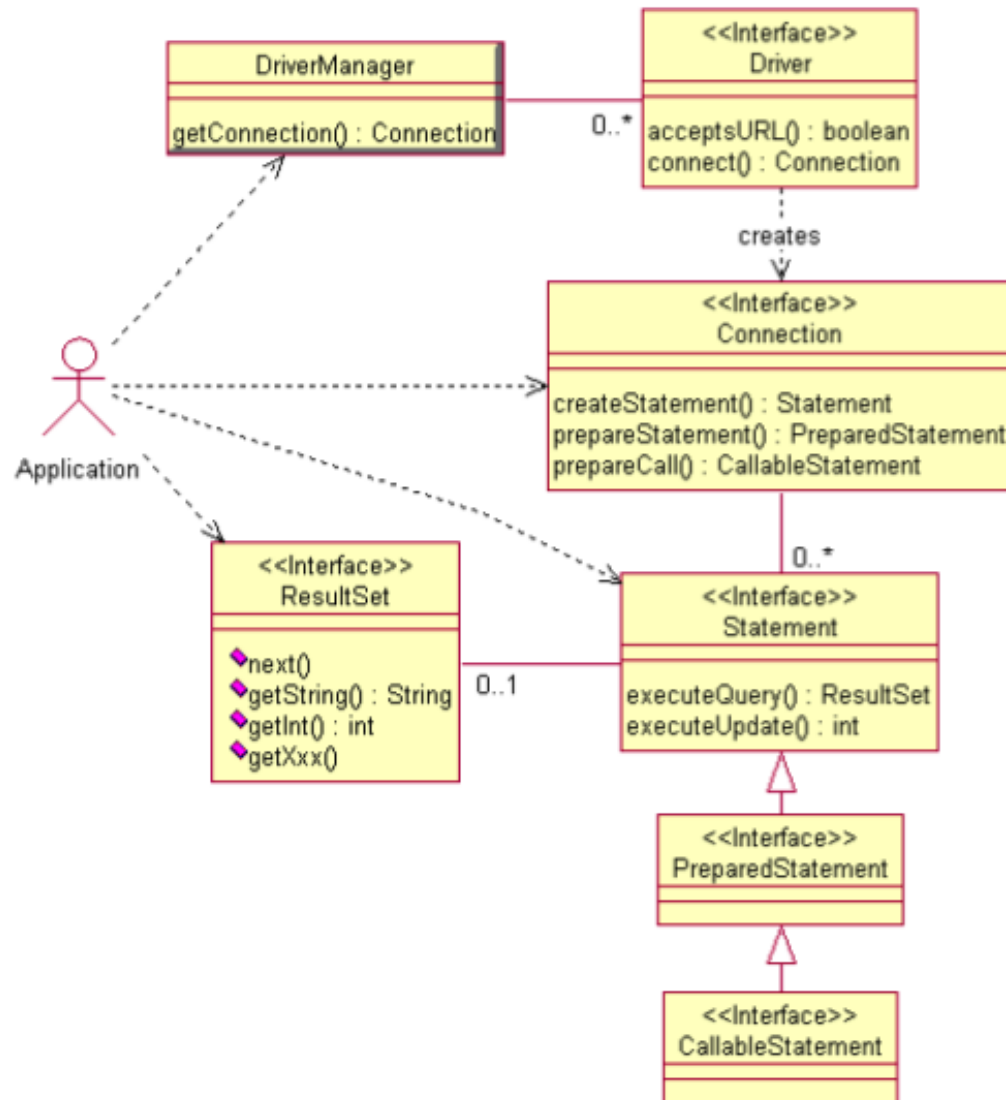 DriverManager
getConnection() : Connection
<<Interface>>
Driver
0..*
acceptsURL() : boolean
connect() : Connection
creates
<<Interface>>
Connection
createStatement() : Statement
prepareStatement() : PreparedStatement
prepareCall() : CallableStatement
Application
0..*
<<Interface>>
ResultSet
next()
getString() : String
getInt() : int
getXxx()
0..1
<<Interface>>
Statement
executeQuery() : ResultSet
executeUpdate() : int
<<Interface>>
PreparedStatement
<<Interface>>
CallableStatement